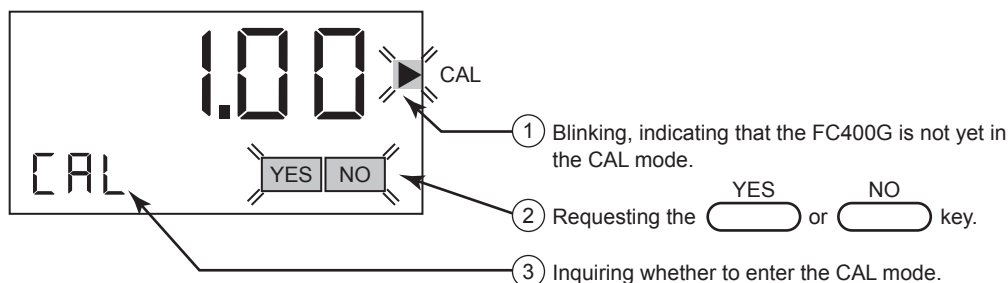 1.00
CAL
① Blinking, indicating that the FC400G is not yet in
the CAL mode.
CAL
YES NO
YES NO
② Requesting the or key.
③ Inquiring whether to enter the CAL mode.